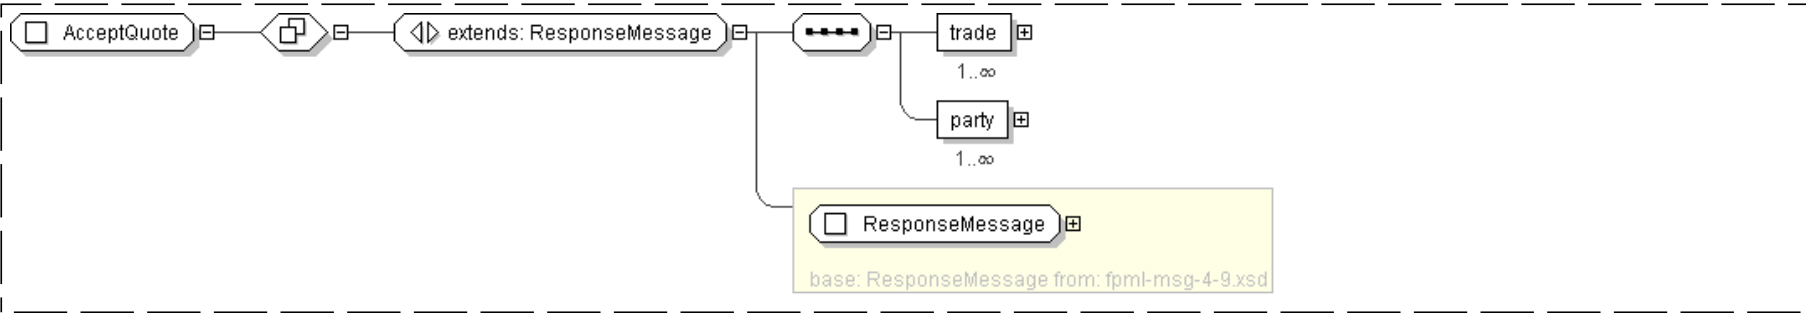 AcceptQuote
extends: ResponseMessage
trade
1..∞
party
1..∞
ResponseMessage
base: ResponseMessage from: fpml-msg-4-9.xsd